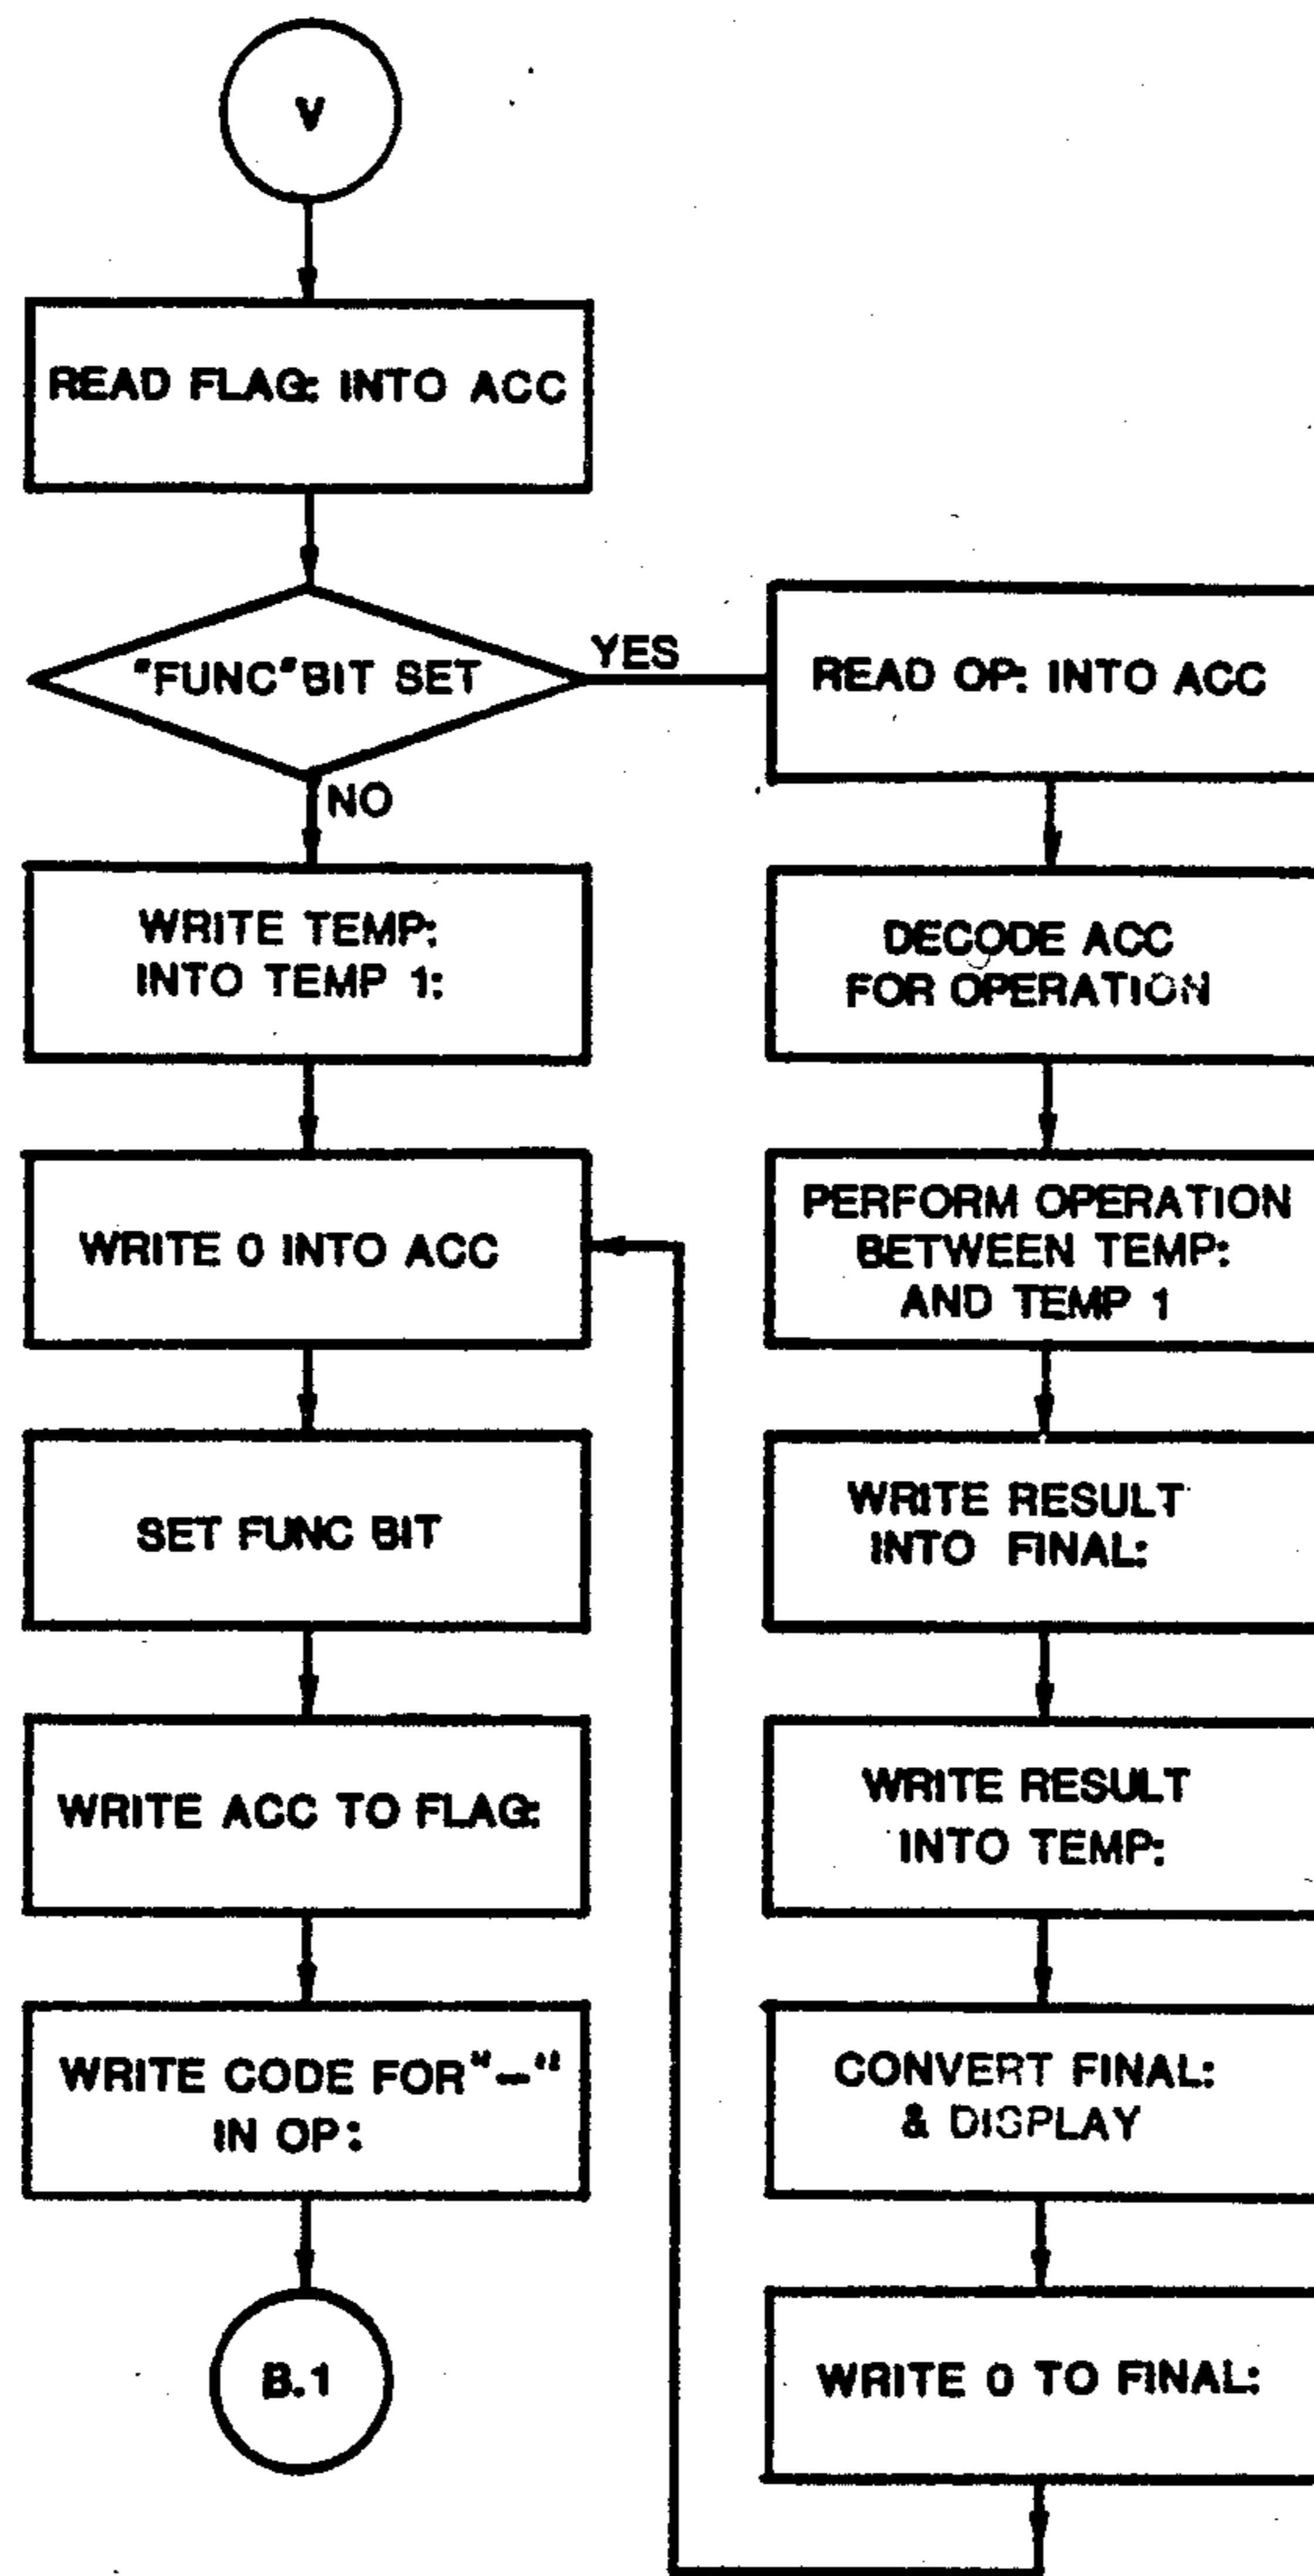 V
READ FLAG: INTO ACC
"FUNC" BIT SET
YES
NO
WRITE TEMP:
INTO TEMP 1:
WRITE 0 INTO ACC
SET FUNC BIT
WRITE ACC TO FLAG:
WRITE CODE FOR "-"
IN OP:
B.1
READ OP: INTO ACC
DECODE ACC
FOR OPERATION
PERFORM OPERATION
BETWEEN TEMP:
AND TEMP 1
WRITE RESULT
INTO FINAL:
WRITE RESULT
INTO TEMP:
CONVERT FINAL:
& DISPLAY
WRITE 0 TO FINAL: